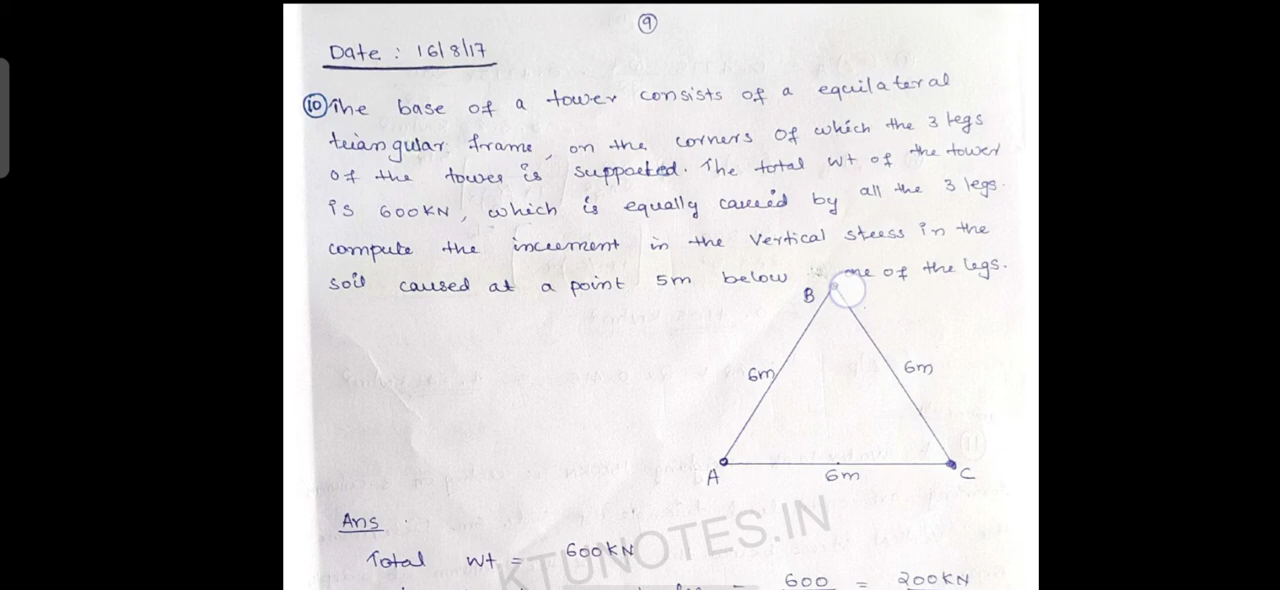 9
Date : 16/8/17
10 The base of a tower consists of a equilateral
triangular frame, on the corners of which the 3 legs
of the tower is supported. The total wt of the tower
is 600KN, which is equally carried by all the 3 legs.
compute the increment in the vertical stress in the
soil caused at a point 5m below one of the legs.
B
6m
6m
A
6m
C
Ans
Total wt = 600KN
KTUNOTES.IN
600 = 200KN